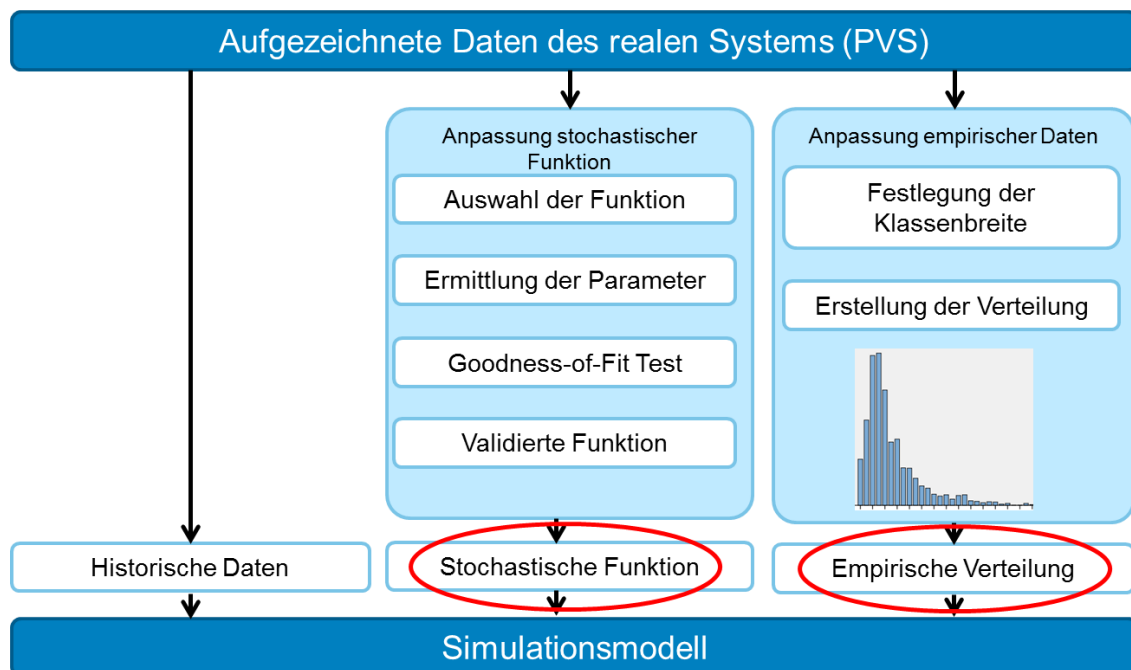 Aufgezeichnete Daten des realen Systems (PVS)
Anpassung stochastischer
Funktion
Auswahl der Funktion
Ermittlung der Parameter
Goodness-of-Fit Test
Validierte Funktion
Anpassung empirischer Daten
Festlegung der
Klassenbreite
Erstellung der Verteilung
Historische Daten
Stochastische Funktion
Empirische Verteilung
Simulationsmodell